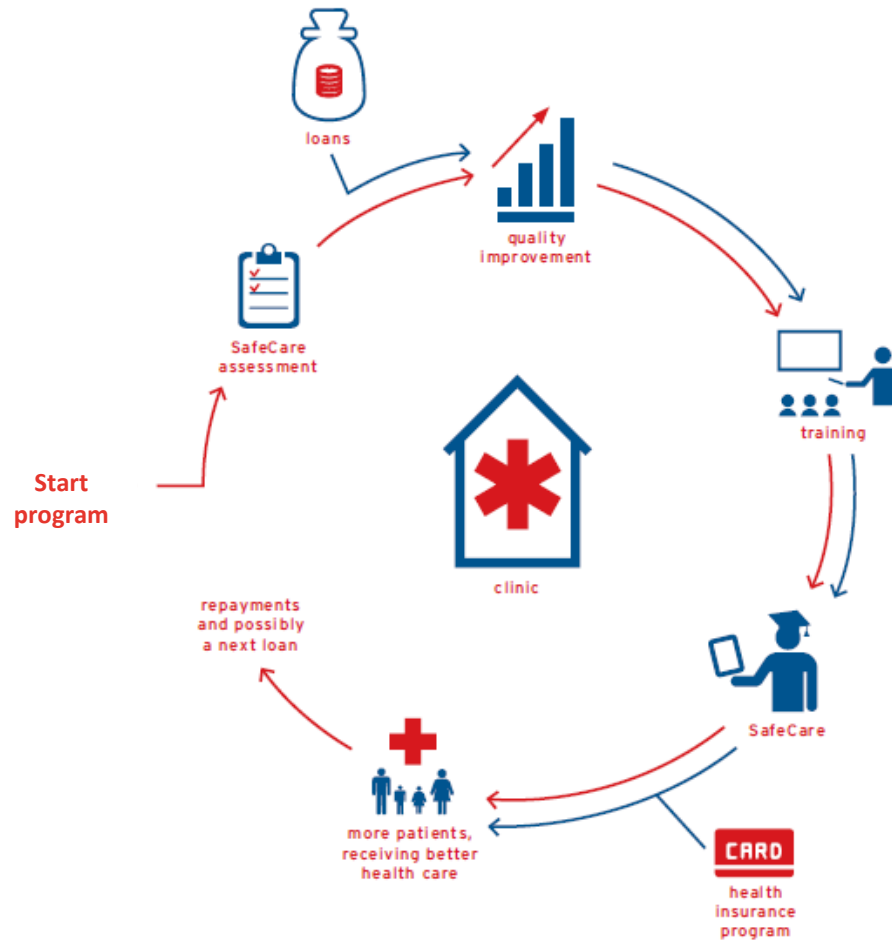 loans
quality
improvement
SafeCare
assessment
training
Start
program
clinic
repayments
and possibly
a next loan
SafeCare
more patients,
receiving better
health care
CARD
health
insurance
program